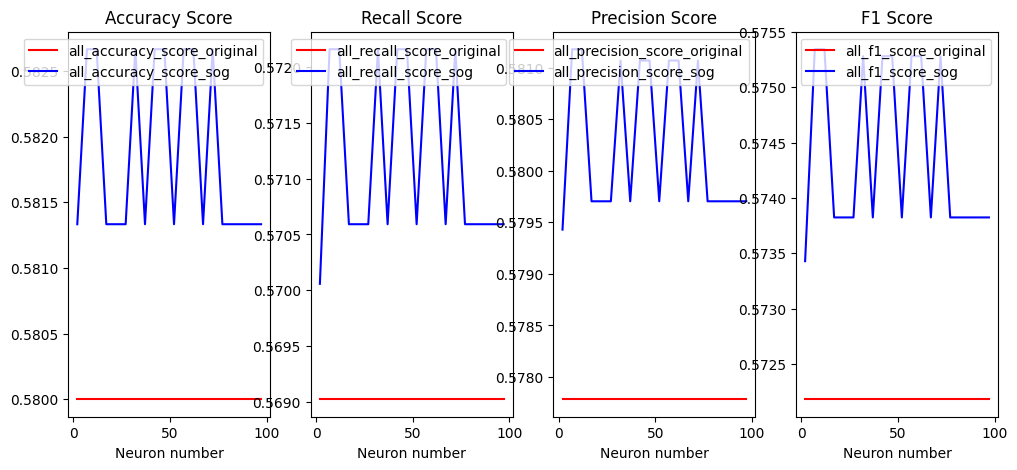 Accuracy Score
all_accuracy_score_original
all_accuracy_score_sog
0.5825
0.5820
0.5815
0.5810
0.5805
0.5800
0 50 100
Neuron number
Recall Score
all_recall_score_original
all_recall_score_sog
0.5720
0.5715
0.5710
0.5705
0.5700
0.5695
0.5690
0 50 100
Neuron number
Precision Score
all_precision_score_original
all_precision_score_sog
0.5810
0.5805
0.5800
0.5795
0.5790
0.5785
0.5780
0 50 100
Neuron number
F1 Score
all_f1_score_original
all_f1_score_sog
0.5755
0.5750
0.5745
0.5740
0.5735
0.5730
0.5725
0 50 100
Neuron number